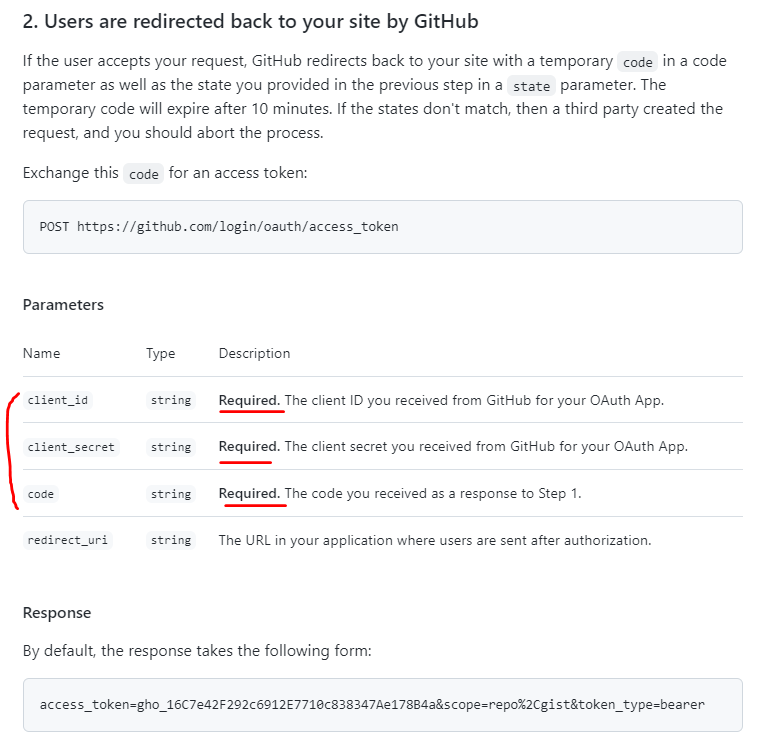 2. Users are redirected back to your site by GitHub
If the user accepts your request, GitHub redirects back to your site with a temporary code in a code
parameter as well as the state you provided in the previous step in a state parameter. The
temporary code will expire after 10 minutes. If the states don't match, then a third party created the
request, and you should abort the process.
Exchange this code for an access token:
POST https://github.com/login/oauth/access_token
Parameters
Name Type Description
client_id string Required. The client ID you received from GitHub for your OAuth App.
client_secret string Required. The client secret you received from GitHub for your OAuth App.
code string Required. The code you received as a response to Step 1.
redirect_uri string The URL in your application where users are sent after authorization.
Response
By default, the response takes the following form:
access_token=gho_16C7e42F292c6912E7710c838347Ae178B4a&scope=repo%2Cgist&token_type=bearer